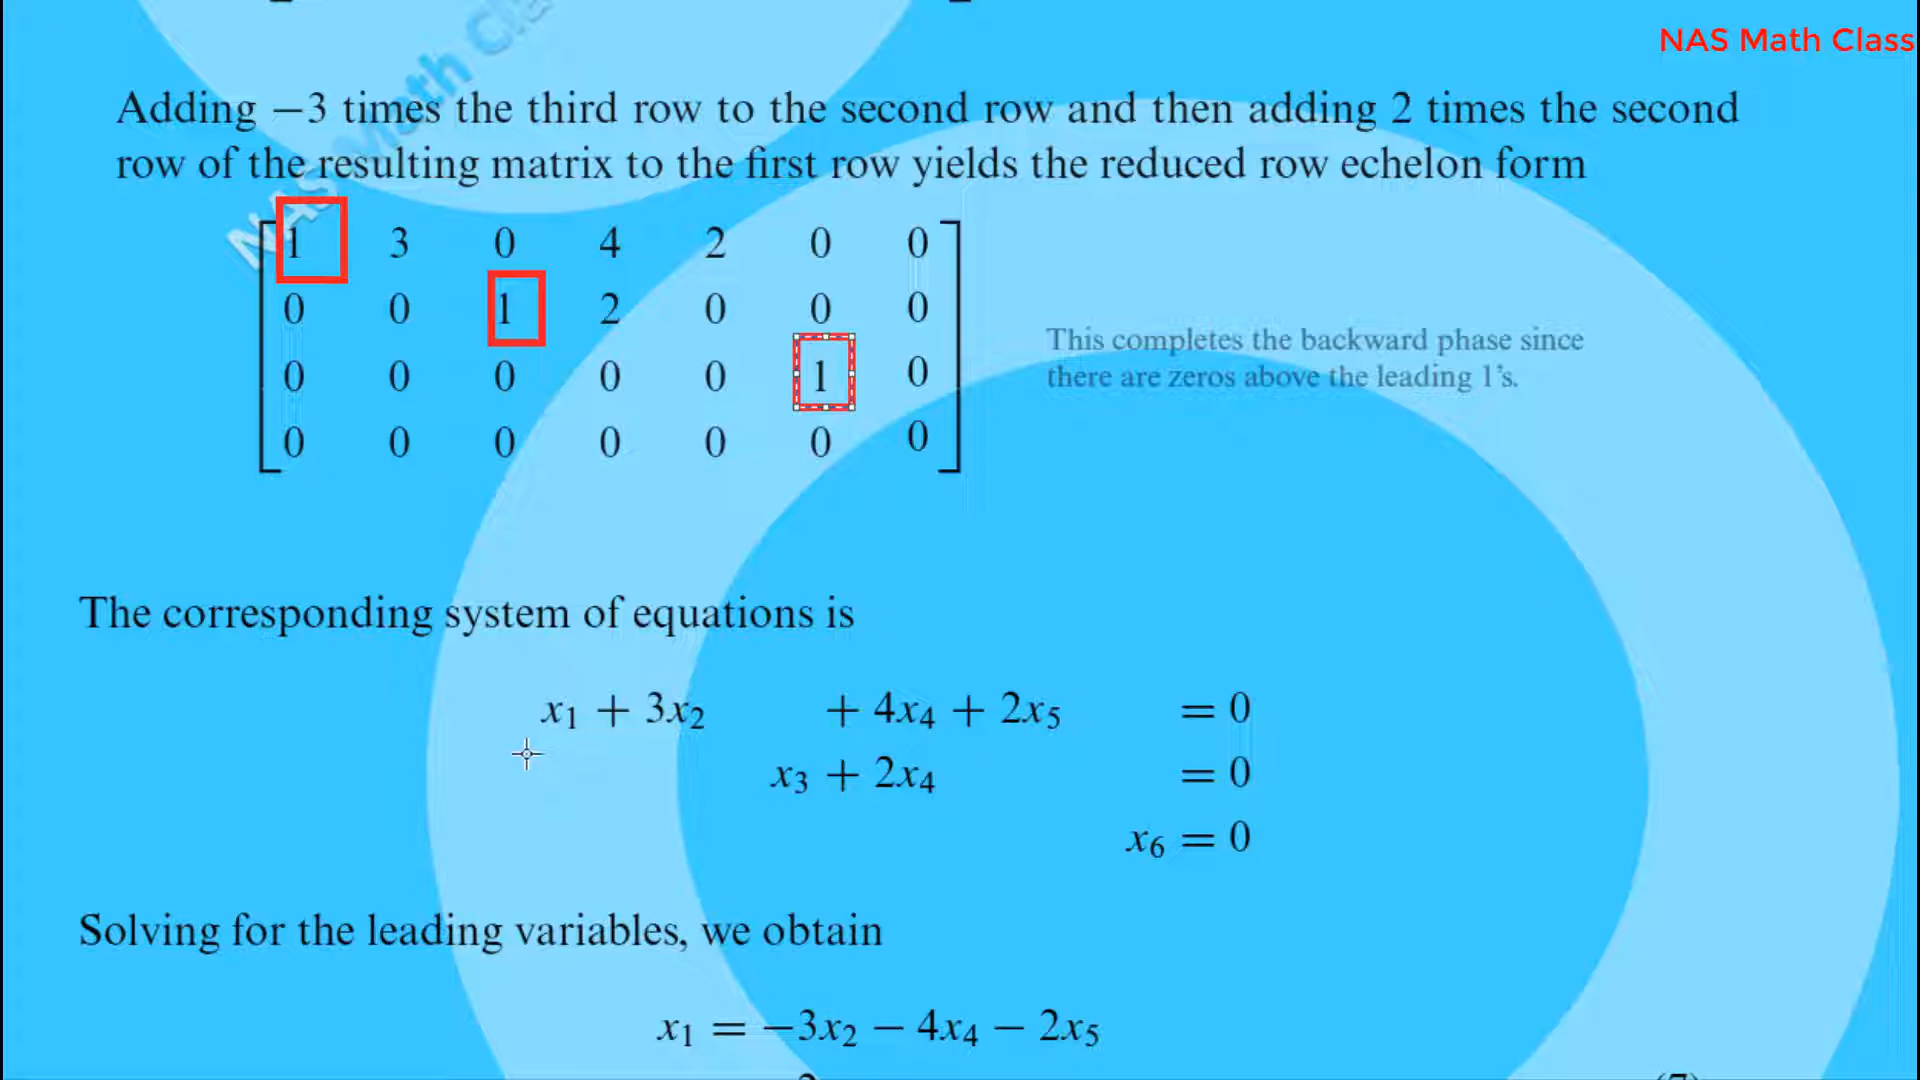 NAS Math Class
NAS Math Cla
Adding −3 times the third row to the second row and then adding 2 times the second
row of the resulting matrix to the first row yields the reduced row echelon form
1 3 0 4 2 0 0
0 0 1 2 0 0 0
0 0 0 0 0 1 0
0 0 0 0 0 0 0
This completes the backward phase since
there are zeros above the leading 1’s.
The corresponding system of equations is
x₁ + 3x₂ + 4x₄ + 2x₅ = 0
x₃ + 2x₄ = 0
x₆ = 0
Solving for the leading variables, we obtain
x₁ = −3x₂ − 4x₄ − 2x₅